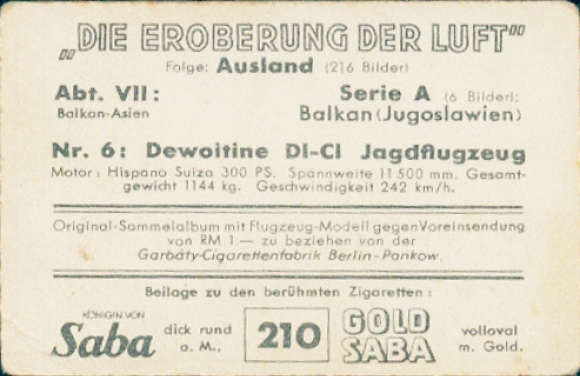 „DIE EROBERUNG DER LUFT"
Folge: Ausland (216 Bilder)
Abt. VII: Serie A (6 Bilder):
Balkan-Asien Balkan (Jugoslawien)
Nr. 6: Dewoitine DI-CI Jagdflugzeug
Motor: Hispano Suiza 300 PS. Spannweite 11 500 mm. Gesamt-
gewicht 1144 kg. Geschwindigkeit 242 km/h.
Original-Sammelalbum mit Flugzeug-Modell gegen Voreinsendung
von RM 1.— zu beziehen von der
Garbáty-Cigarettenfabrik Berlin-Pankow.
Beilage zu den berühmten Zigaretten:
KÖNIGIN VON
Saba dick rund o. M., 210 GOLD SABA volloval m. Gold.